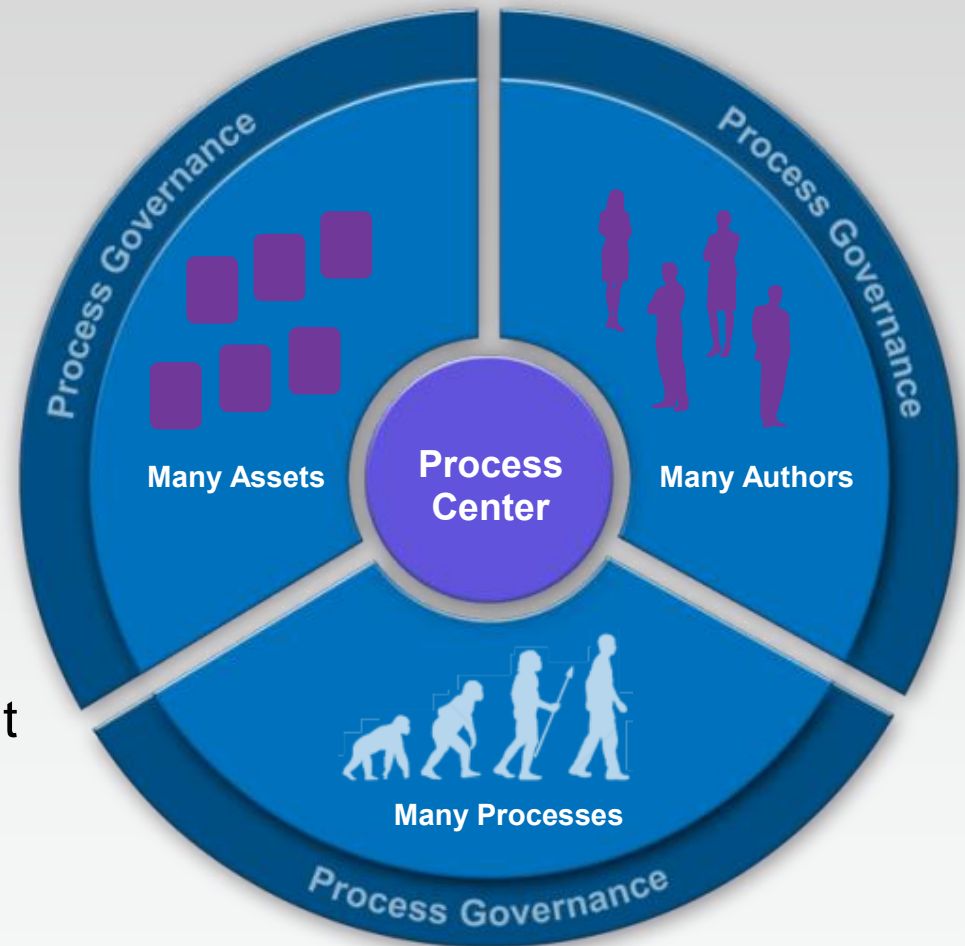 Process Governance
Process Governance
Many Assets
Process
Center
Many Authors
t
Many Processes
Process Governance